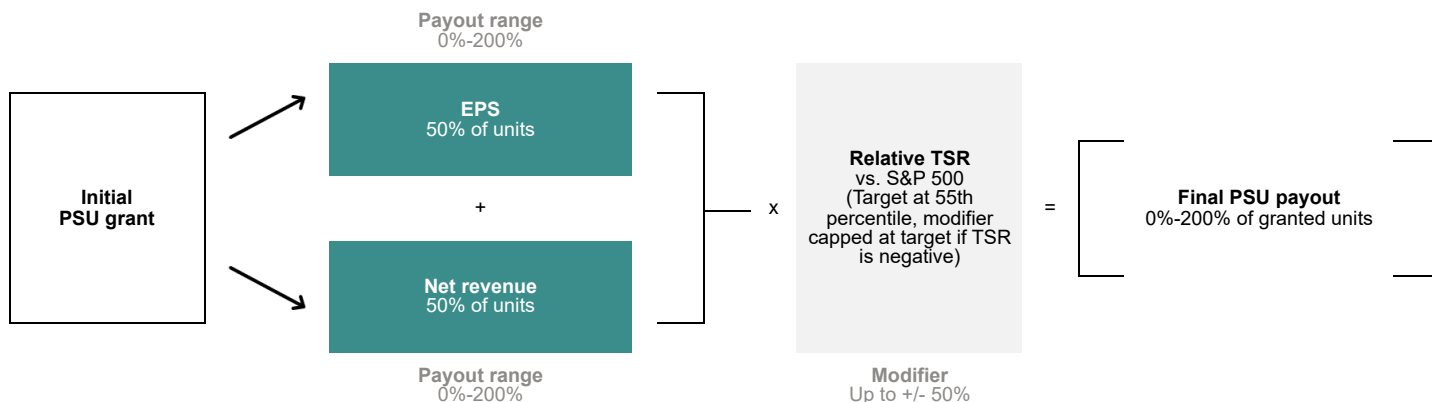 Payout range
0%-200%
Initial
PSU grant
EPS
50% of units
+
Net revenue
50% of units
Payout range
0%-200%
x
Relative TSR
vs. S&P 500
(Target at 55th
percentile, modifier
capped at target if TSR
is negative)
Modifier
Up to +/- 50%
=
Final PSU payout
0%-200% of granted units